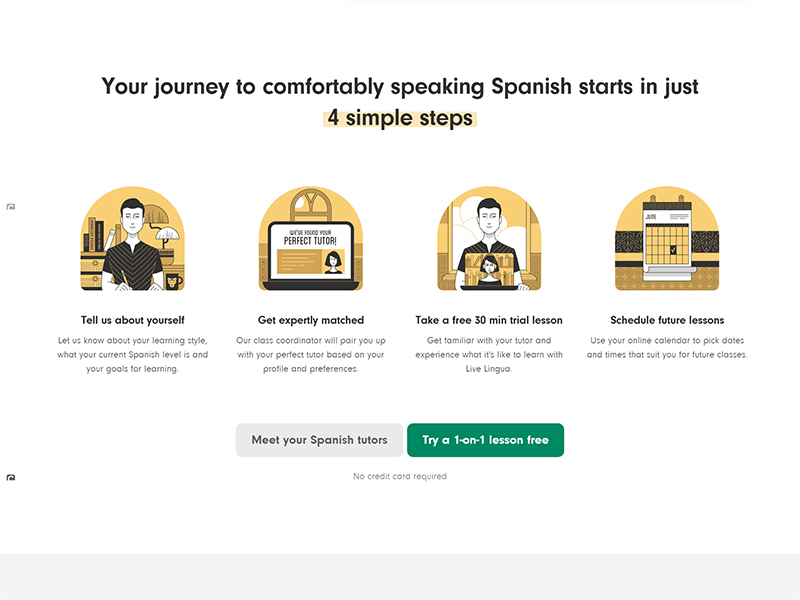 Your journey to comfortably speaking Spanish starts in just
4 simple steps
WE'VE FOUND YOUR
PERFECT TUTOR!
JUNE
Tell us about yourself
Let us know about your learning style,
what your current Spanish level is and
your goals for learning.
Get expertly matched
Our class coordinator will pair you up
with your perfect tutor based on your
profile and preferences.
Take a free 30 min trial lesson
Get familiar with your tutor and
experience what it's like to learn with
Live Lingua.
Schedule future lessons
Use your online calendar to pick dates
and times that suit you for future classes.
Meet your Spanish tutors
Try a 1-on-1 lesson free
No credit card required